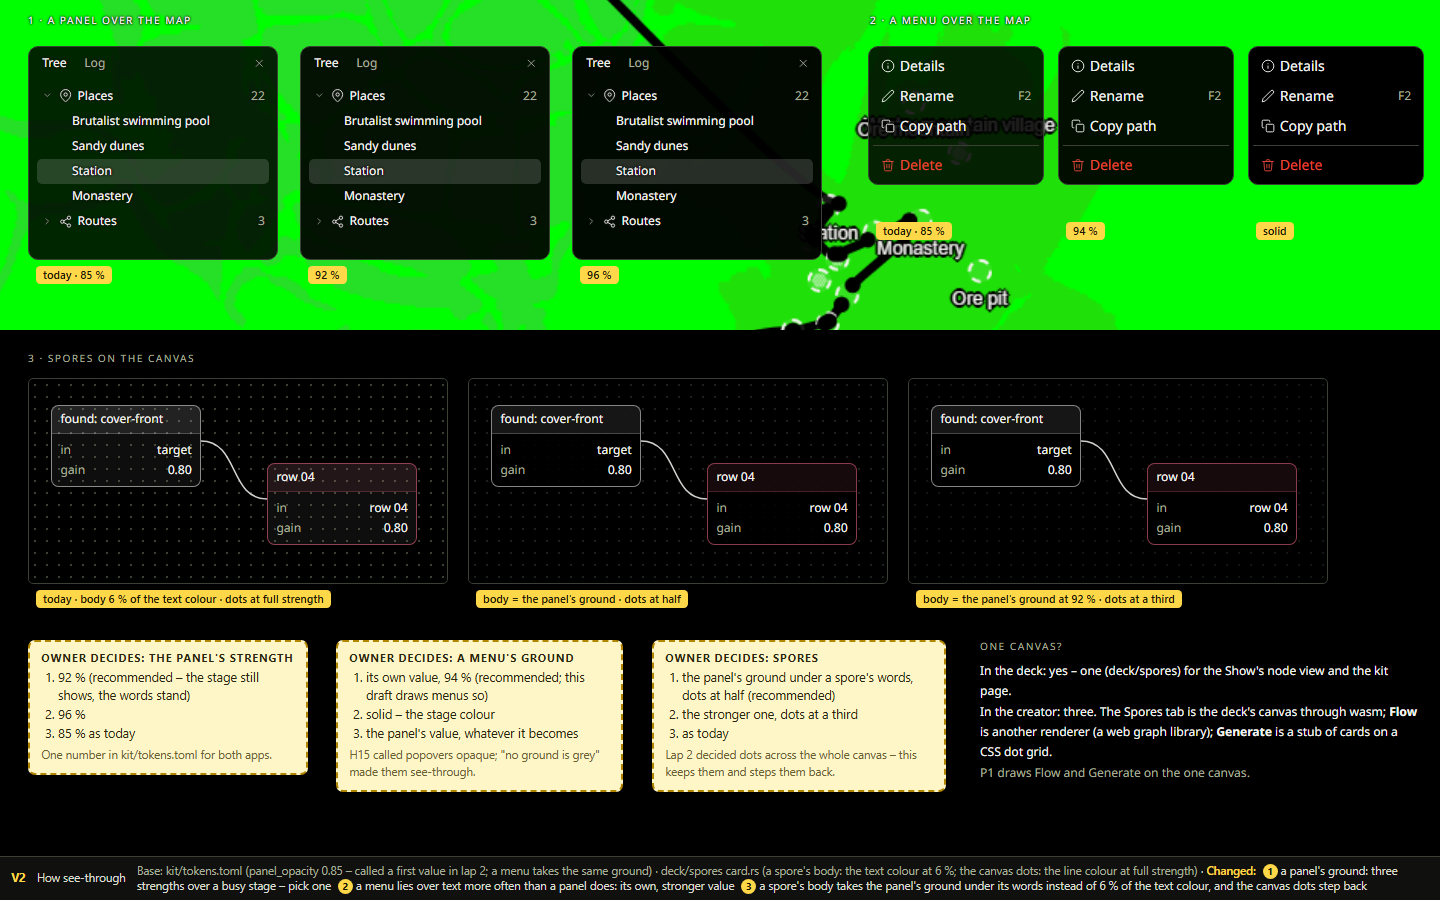 1 · A PANEL OVER THE MAP
2 · A MENU OVER THE MAP
Tree Log ×
Places 22
Brutalist swimming pool
Sandy dunes
Station
Monastery
Routes 3
today · 85 %
Tree Log ×
Places 22
Brutalist swimming pool
Sandy dunes
Station
Monastery
Routes 3
92 %
Tree Log ×
Places 22
Brutalist swimming pool
Sandy dunes
Station
Monastery
Routes 3
96 %
Details
Rename F2
Copy path
Delete
today · 85 %
Details
Rename F2
Copy path
Delete
94 %
Details
Rename F2
Copy path
Delete
solid
village
Monastery
Ore pit
3 · SPORES ON THE CANVAS
found: cover-front
in target
gain 0.80
row 04
in row 04
gain 0.80
today · body 6 % of the text colour · dots at full strength
found: cover-front
in target
gain 0.80
row 04
in row 04
gain 0.80
body = the panel's ground · dots at half
found: cover-front
in target
gain 0.80
row 04
in row 04
gain 0.80
body = the panel's ground at 92 % · dots at a third
OWNER DECIDES: THE PANEL'S STRENGTH
1. 92 % (recommended – the stage still
shows, the words stand)
2. 96 %
3. 85 % as today
One number in kit/tokens.toml for both apps.
OWNER DECIDES: A MENU'S GROUND
1. its own value, 94 % (recommended; this
draft draws menus so)
2. solid – the stage colour
3. the panel's value, whatever it becomes
H15 called popovers opaque; "no ground is grey"
made them see-through.
OWNER DECIDES: SPORES
1. the panel's ground under a spore's words,
dots at half (recommended)
2. the stronger one, dots at a third
3. as today
Lap 2 decided dots across the whole canvas – this
keeps them and steps them back.
ONE CANVAS?
In the deck: yes – one (deck/spores) for the Show's node view and the kit
page.
In the creator: three. The Spores tab is the deck's canvas through wasm; Flow
is another renderer (a web graph library); Generate is a stub of cards on a
CSS dot grid.
P1 draws Flow and Generate on the one canvas.
V2 How see-through
Base: kit/tokens.toml (panel_opacity 0.85 – called a first value in lap 2; a menu takes the same ground) · deck/spores card.rs (a spore's body: the text colour at 6 %; the canvas dots: the line colour at full strength) · Changed: 1 a panel's ground: three
strengths over a busy stage – pick one 2 a menu lies over text more often than a panel does: its own, stronger value 3 a spore's body takes the panel's ground under its words instead of 6 % of the text colour, and the canvas dots step back